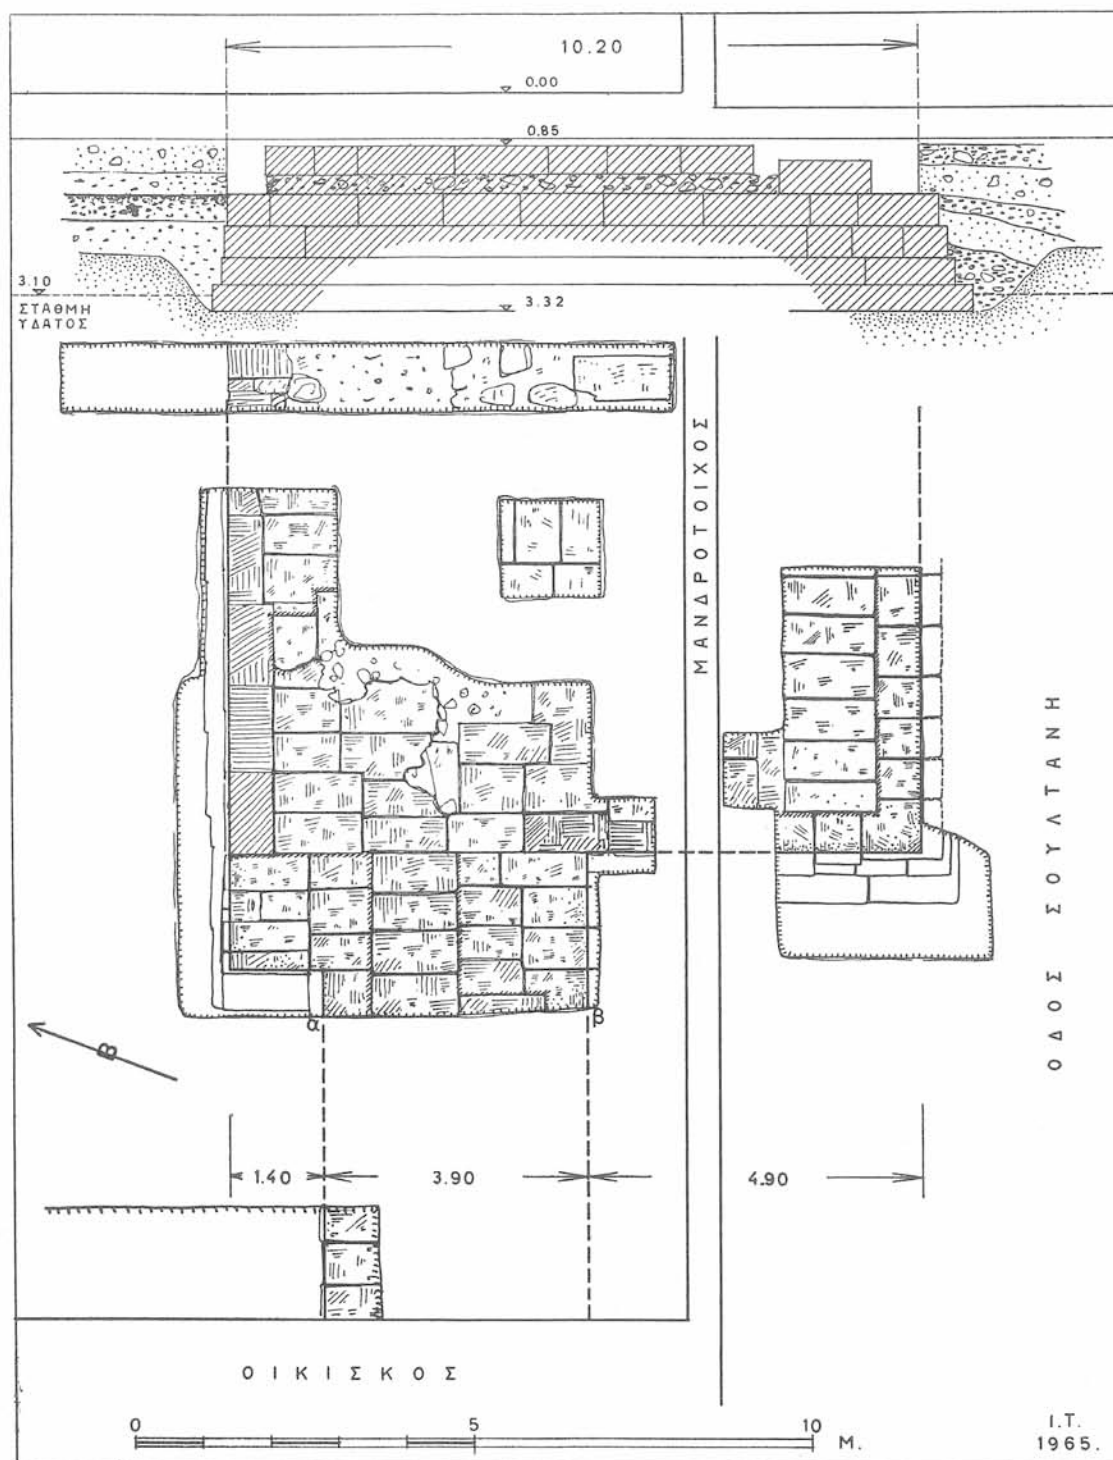 10.20
0.00
0.85
3.10
ΣΤΑΘΜΗ
ΥΔΑΤΟΣ
3.32
ΜΑΝΔΡΟΤΟΙΧΟΣ
ΟΔΟΣ ΣΟΥΛΤΑΝΗ
α
β
Β
1.40
3.90
4.90
ΟΙΚΙΣΚΟΣ
0
5
10
Μ.
Ι.Τ.
1965.